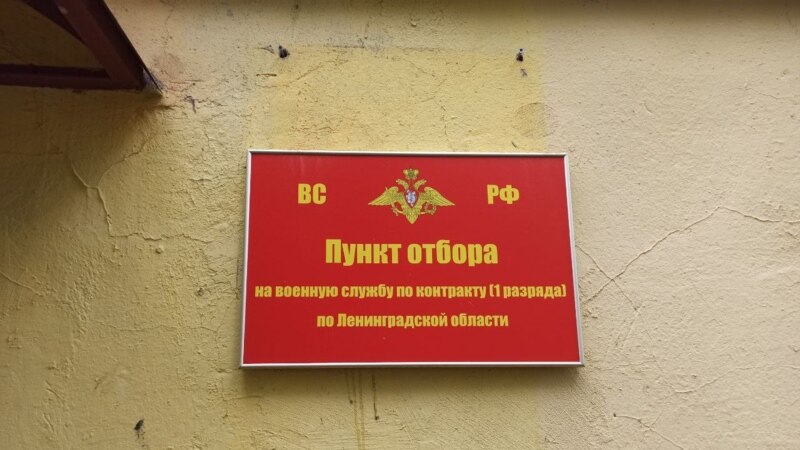 ВС РФ
Пункт отбора
на военную службу по контракту (1 разряда)
по Ленинградской области